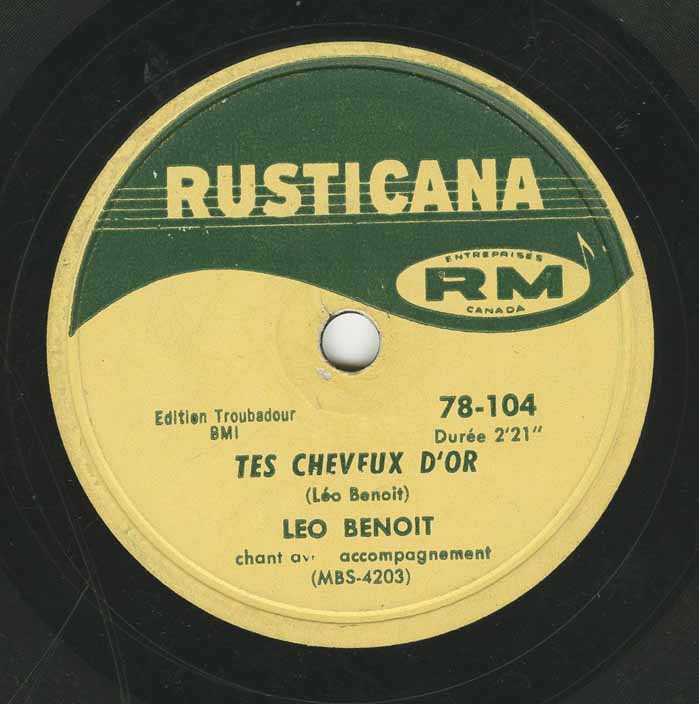 RUSTICANA
ENTREPRISES
RM
CANADA
Edition Troubadour
BMI
78-104
Durée 2'21"
TES CHEVEUX D'OR
(Léo Benoit)
LEO BENOIT
chant accompagnement
(MBS-4203)